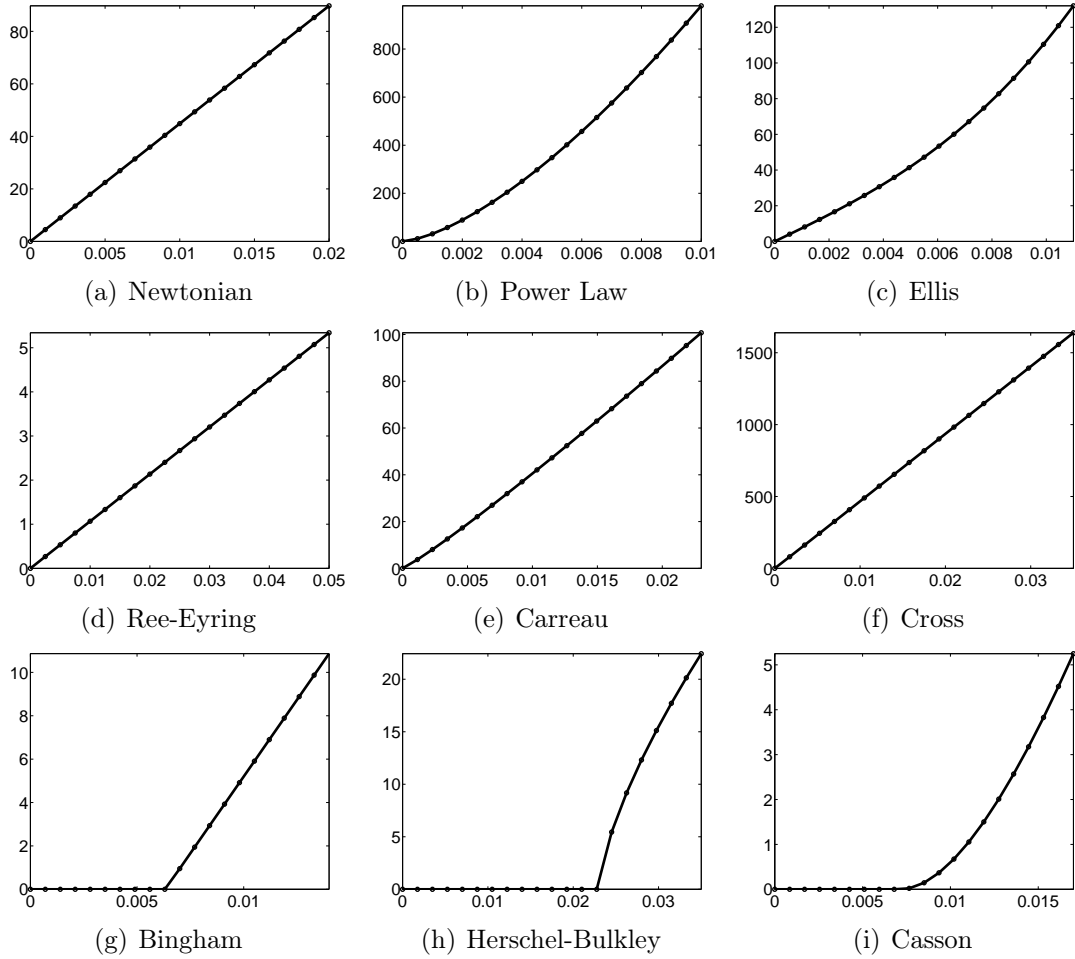 80
60
40
20
0
0 0.005 0.01 0.015 0.02
(a) Newtonian
800
600
400
200
0
0 0.002 0.004 0.006 0.008 0.01
(b) Power Law
120
100
80
60
40
20
0
0 0.002 0.004 0.006 0.008 0.01
(c) Ellis
5
4
3
2
1
0
0 0.01 0.02 0.03 0.04 0.05
(d) Ree-Eyring
100
80
60
40
20
0
0 0.005 0.01 0.015 0.02
(e) Carreau
1500
1000
500
0
0 0.01 0.02 0.03
(f) Cross
10
8
6
4
2
0
0 0.005 0.01
(g) Bingham
20
15
10
5
0
0 0.01 0.02 0.03
(h) Herschel-Bulkley
5
4
3
2
1
0
0 0.005 0.01 0.015
(i) Casson